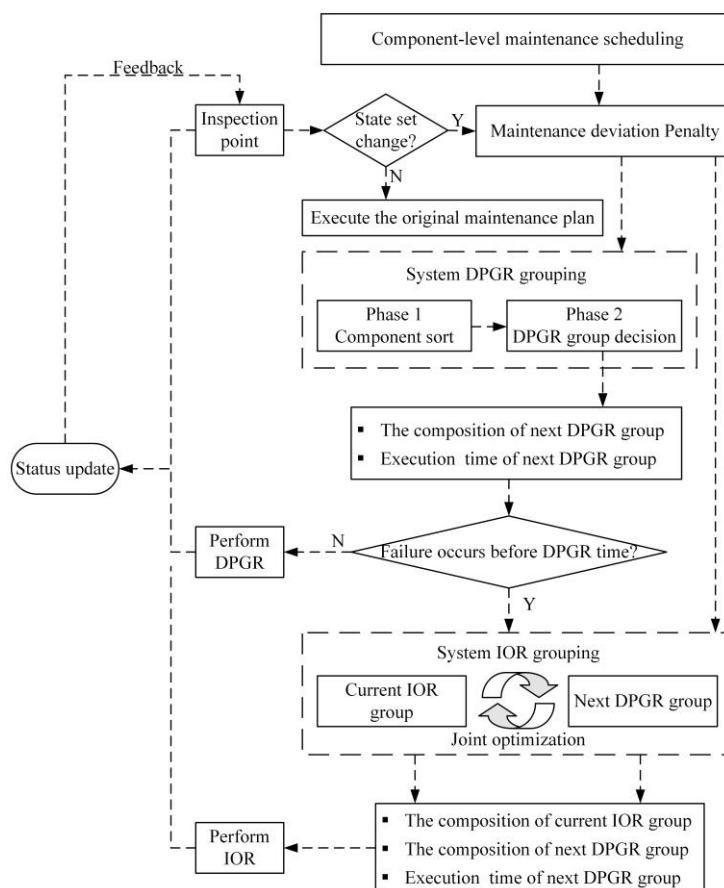 Component-level maintenance scheduling
Feedback
Inspection
point
State set
change?
Y
Maintenance deviation Penalty
N
Execute the original maintenance plan
System DPGR grouping
Phase 1
Component sort
Phase 2
DPGR group decision
▪ The composition of next DPGR group
▪ Execution time of next DPGR group
Status update
Perform
DPGR
N
Failure occurs before DPGR time?
Y
System IOR grouping
Current IOR
group
Next DPGR group
Joint optimization
Perform
IOR
▪ The composition of current IOR group
▪ The composition of next DPGR group
▪ Execution time of next DPGR group